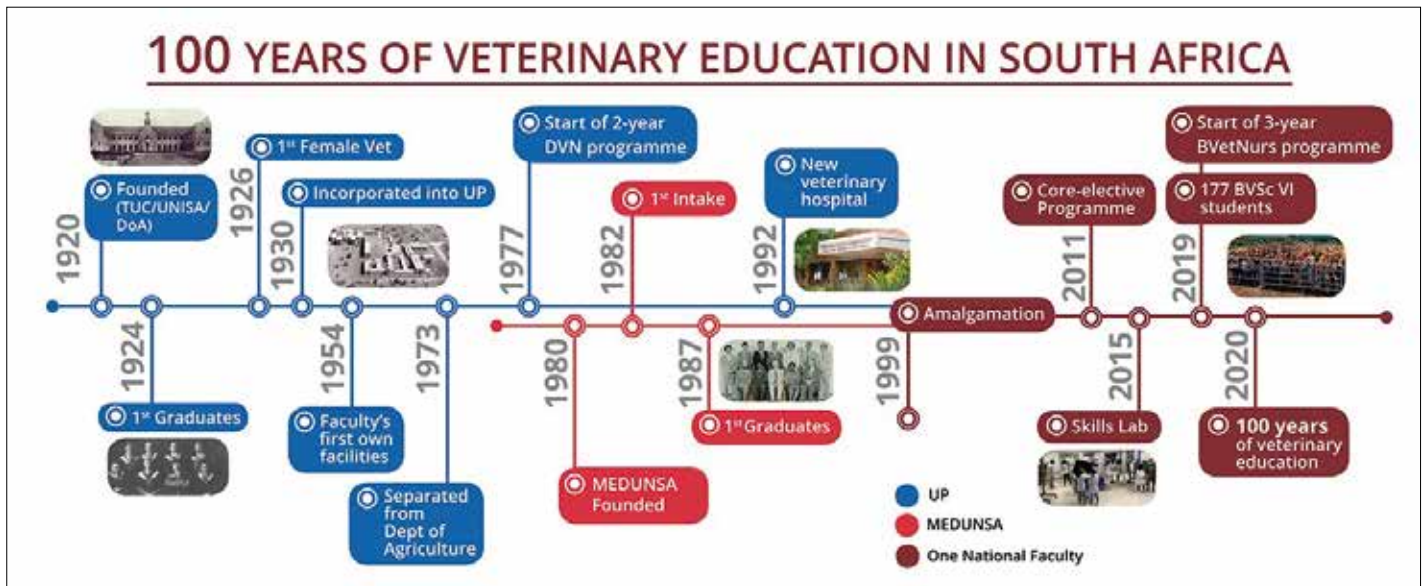 100 YEARS OF VETERINARY EDUCATION IN SOUTH AFRICA
1920
Founded
(TUC/UNISA/
DoA)
1924
1st Graduates
1926
1st Female Vet
1930
Incorporated into UP
1954
Faculty's
first own
facilities
1973
Separated
from
Dept of
Agriculture
1977
Start of 2-year
DVN programme
1980
MEDUNSA
Founded
1982
1st Intake
1987
1st Graduates
1992
New
veterinary
hospital
1999
Amalgamation
2011
Core-elective
Programme
2015
Skills Lab
2019
Start of 3-year
BVetNurs programme
177 BVSc VI
students
2020
100 years
of veterinary
education
UP
MEDUNSA
One National Faculty